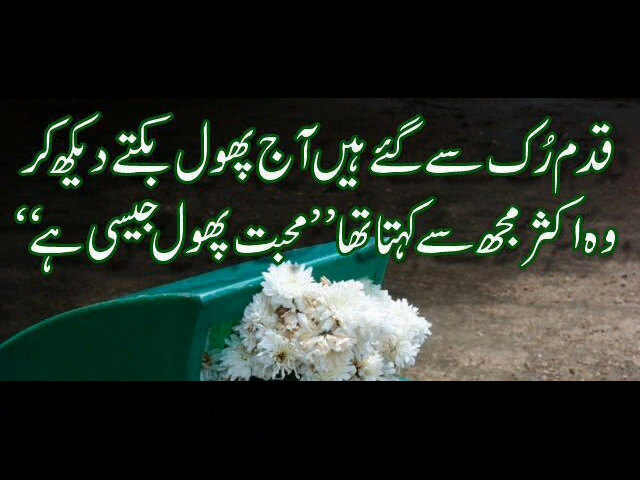 قدم رُک سے گئے ہیں آج پھول بکتے دیکھ کر
وہ اکثر مجھ سے کہتا تھا ’’محبت پھول جیسی ہے‘‘